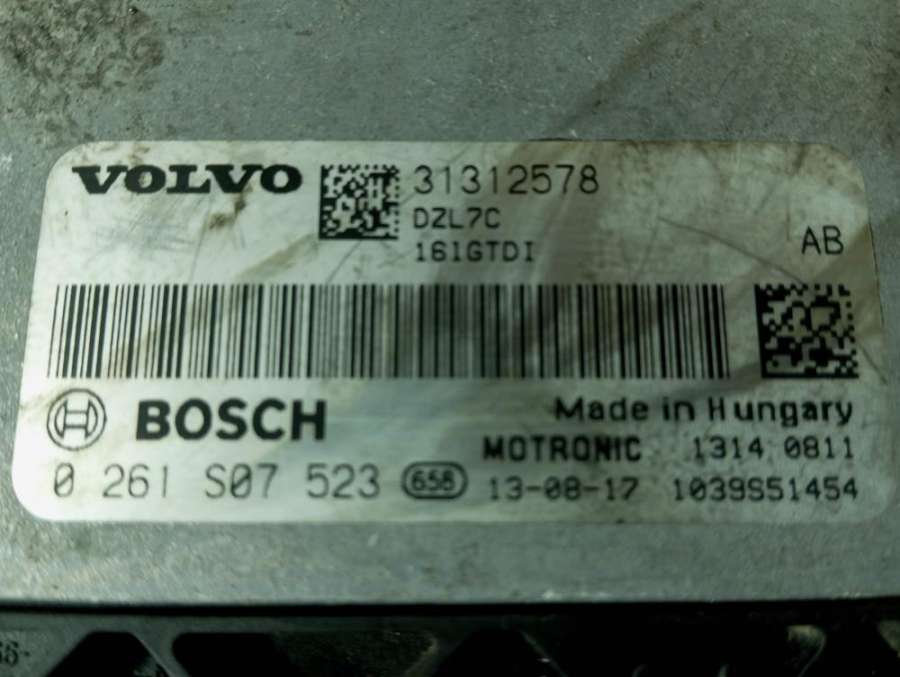 VOLVO 31312578
DZL7C
161GTDI
AB
BOSCH
Made in Hungary
MOTRONIC 1314 0811
0 261 S07 523 658 13-08-17 1039S51454